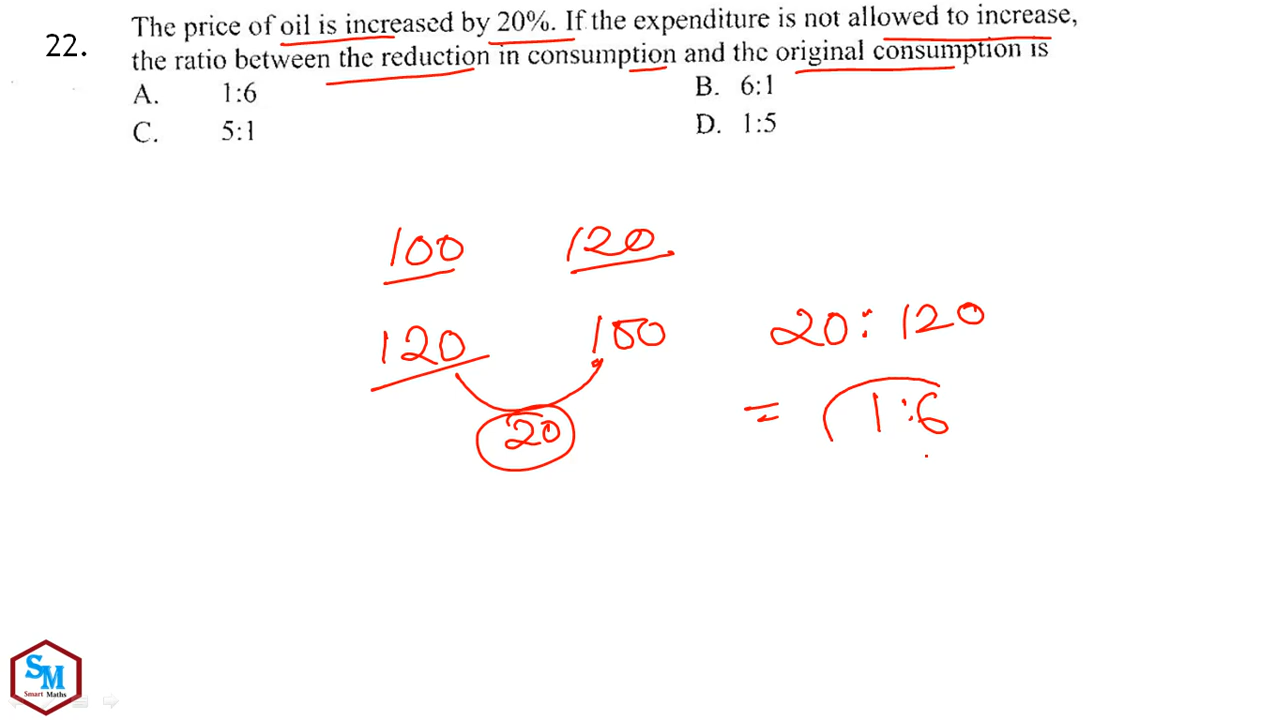 22.
The price of oil is increased by 20%. If the expenditure is not allowed to increase,
the ratio between the reduction in consumption and the original consumption is
A. 1:6 B. 6:1
C. 5:1 D. 1:5
100 120
120 100 20 : 120
20
= 1:6
SM
Smart Maths